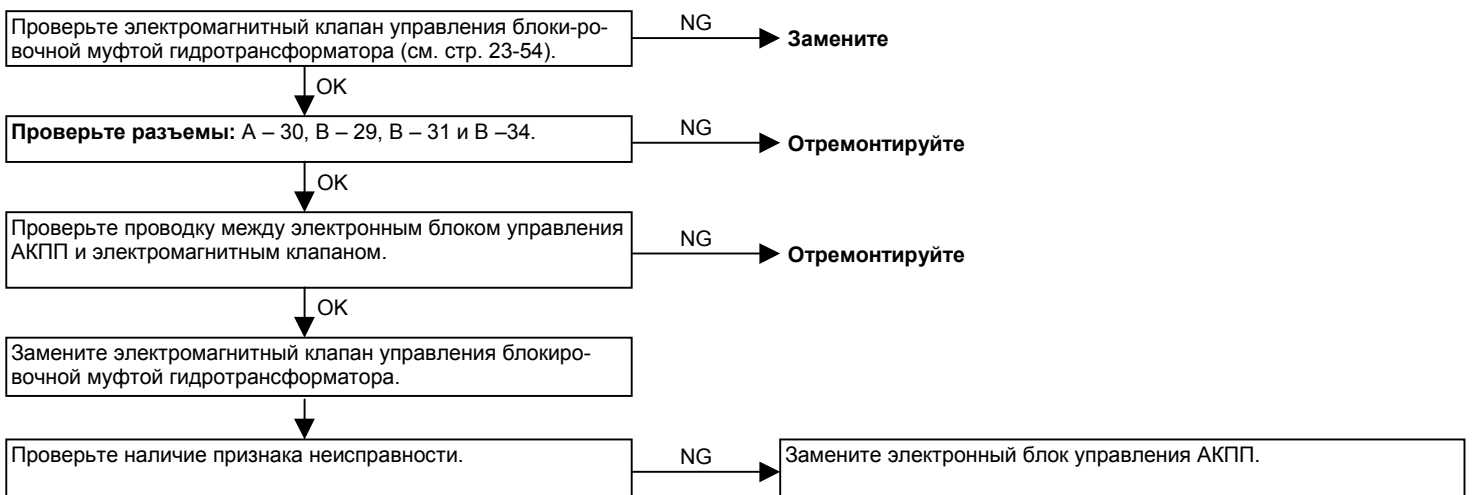 Проверьте электромагнитный клапан управления блоки-ро-
вочной муфтой гидротрансформатора (см. стр. 23-54).
NG
Замените
OK
Проверьте разъемы: А – 30, В – 29, В – 31 и В –34.
NG
Отремонтируйте
OK
Проверьте проводку между электронным блоком управления
АКПП и электромагнитным клапаном.
NG
Отремонтируйте
OK
Замените электромагнитный клапан управления блокиро-
вочной муфтой гидротрансформатора.
Проверьте наличие признака неисправности.
NG
Замените электронный блок управления АКПП.